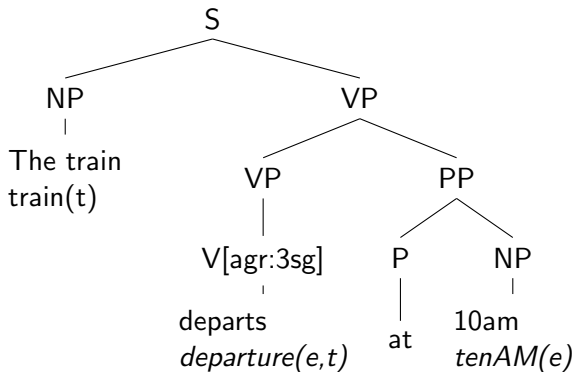 S
NP VP
The train
train(t)
VP PP
V[agr:3sg] P NP
departs
departure(e,t)
at
10am
tenAM(e)